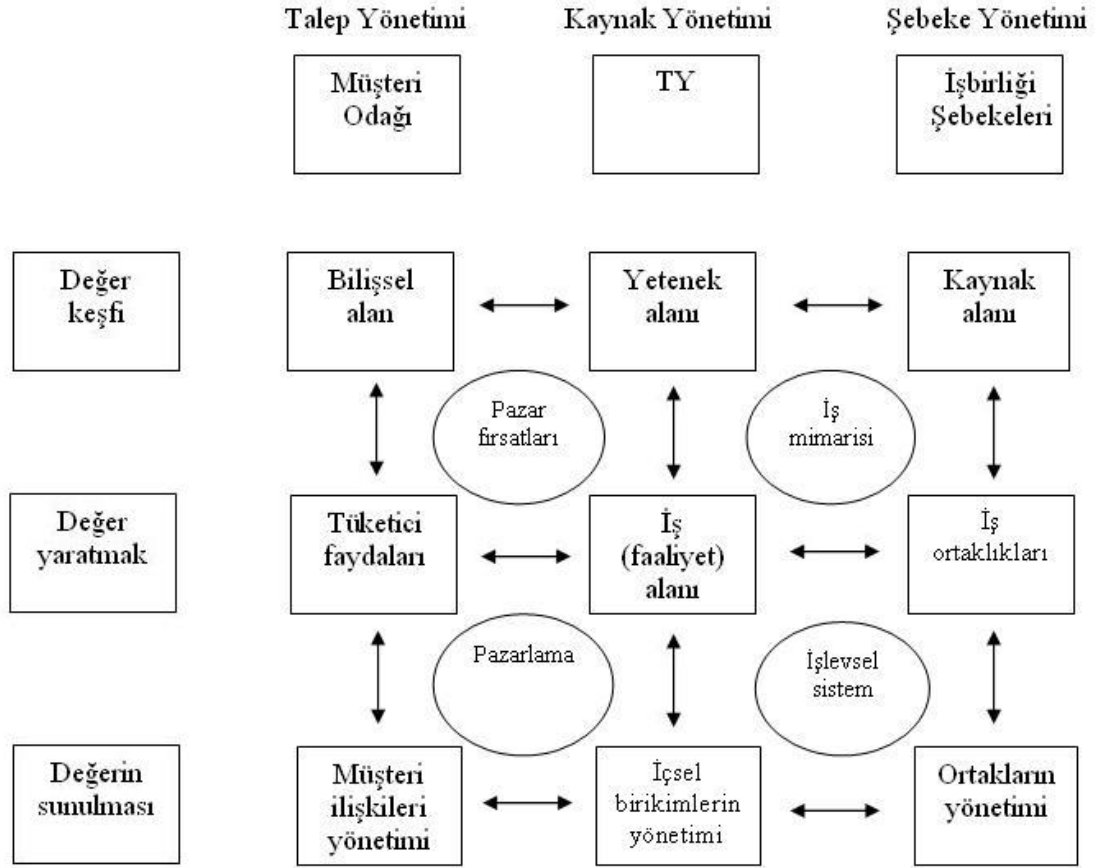 Talep Yönetimi
Kaynak Yönetimi
Şebeke Yönetimi
Müşteri
Odağı
TY
İşbirliği
Şebekeleri
Değer
keşfi
Bilişsel
alan
Yetenek
alanı
Kaynak
alanı
Pazar
fırsatları
İş
mimarisi
Değer
yaratmak
Tüketici
faydaları
İş
(faaliyet)
alanı
İş
ortaklıkları
Pazarlama
İşlevsel
sistem
Değerin
sunulması
Müşteri
ilişkileri
yönetimi
İçsel
birikimlerin
yönetimi
Ortakların
yönetimi